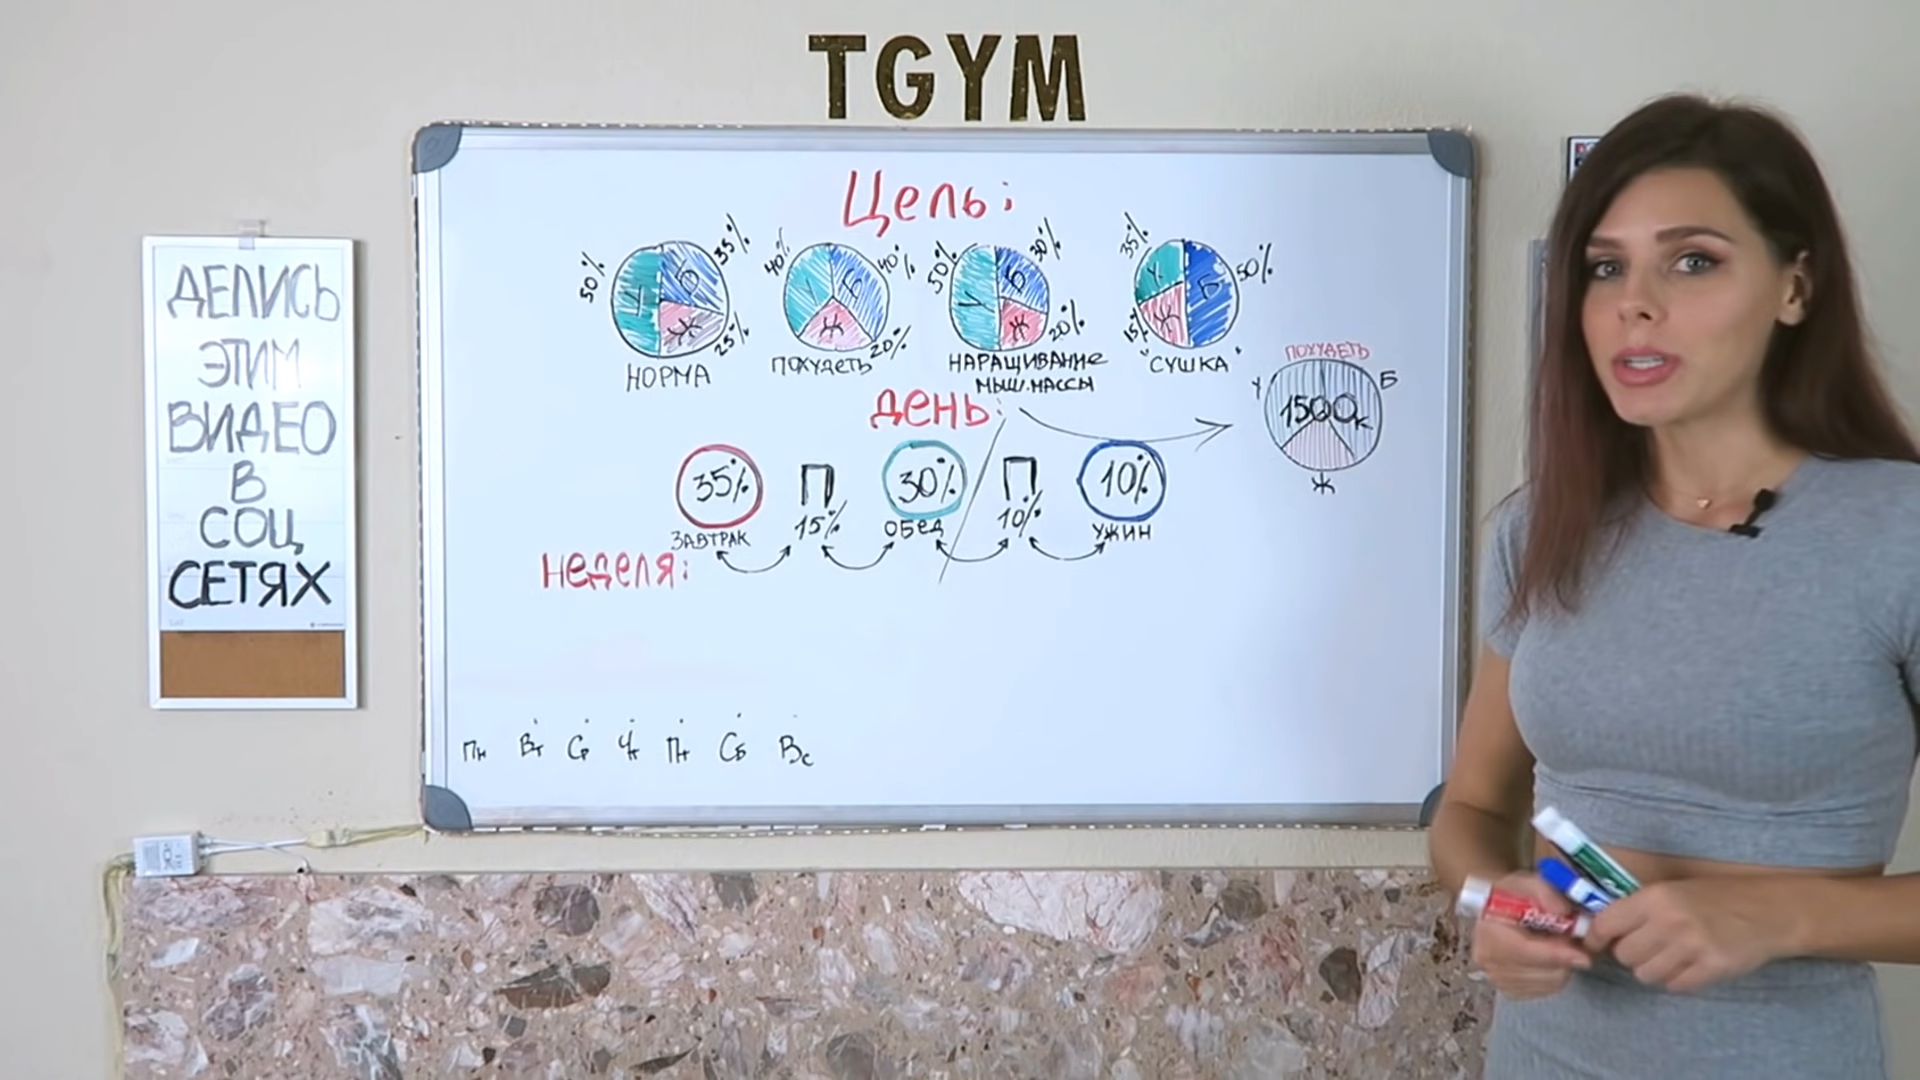 TGYM
ДЕЛИСЬ
ЭТИМ
ВИДЕО
В
СОЦ
СЕТЯХ
Цель:
50% У Б 35% Ж 25%
НОРМА
40% У Б 40% Ж 20%
ПОХУДЕТЬ
50% У Б 30% Ж 20%
НАРАЩИВАНИЕ
МЫШ. МАССЫ
35% У Б 50% 15% Ж
"СУШКА"
ПОХУДЕТЬ
У 1500к Б
Ж
день:
35% П 30% П 10%
ЗАВТРАК 15% ОБЕД 10% УЖИН
неделя:
Пн Вт Ср Чт Пт Сб Вс